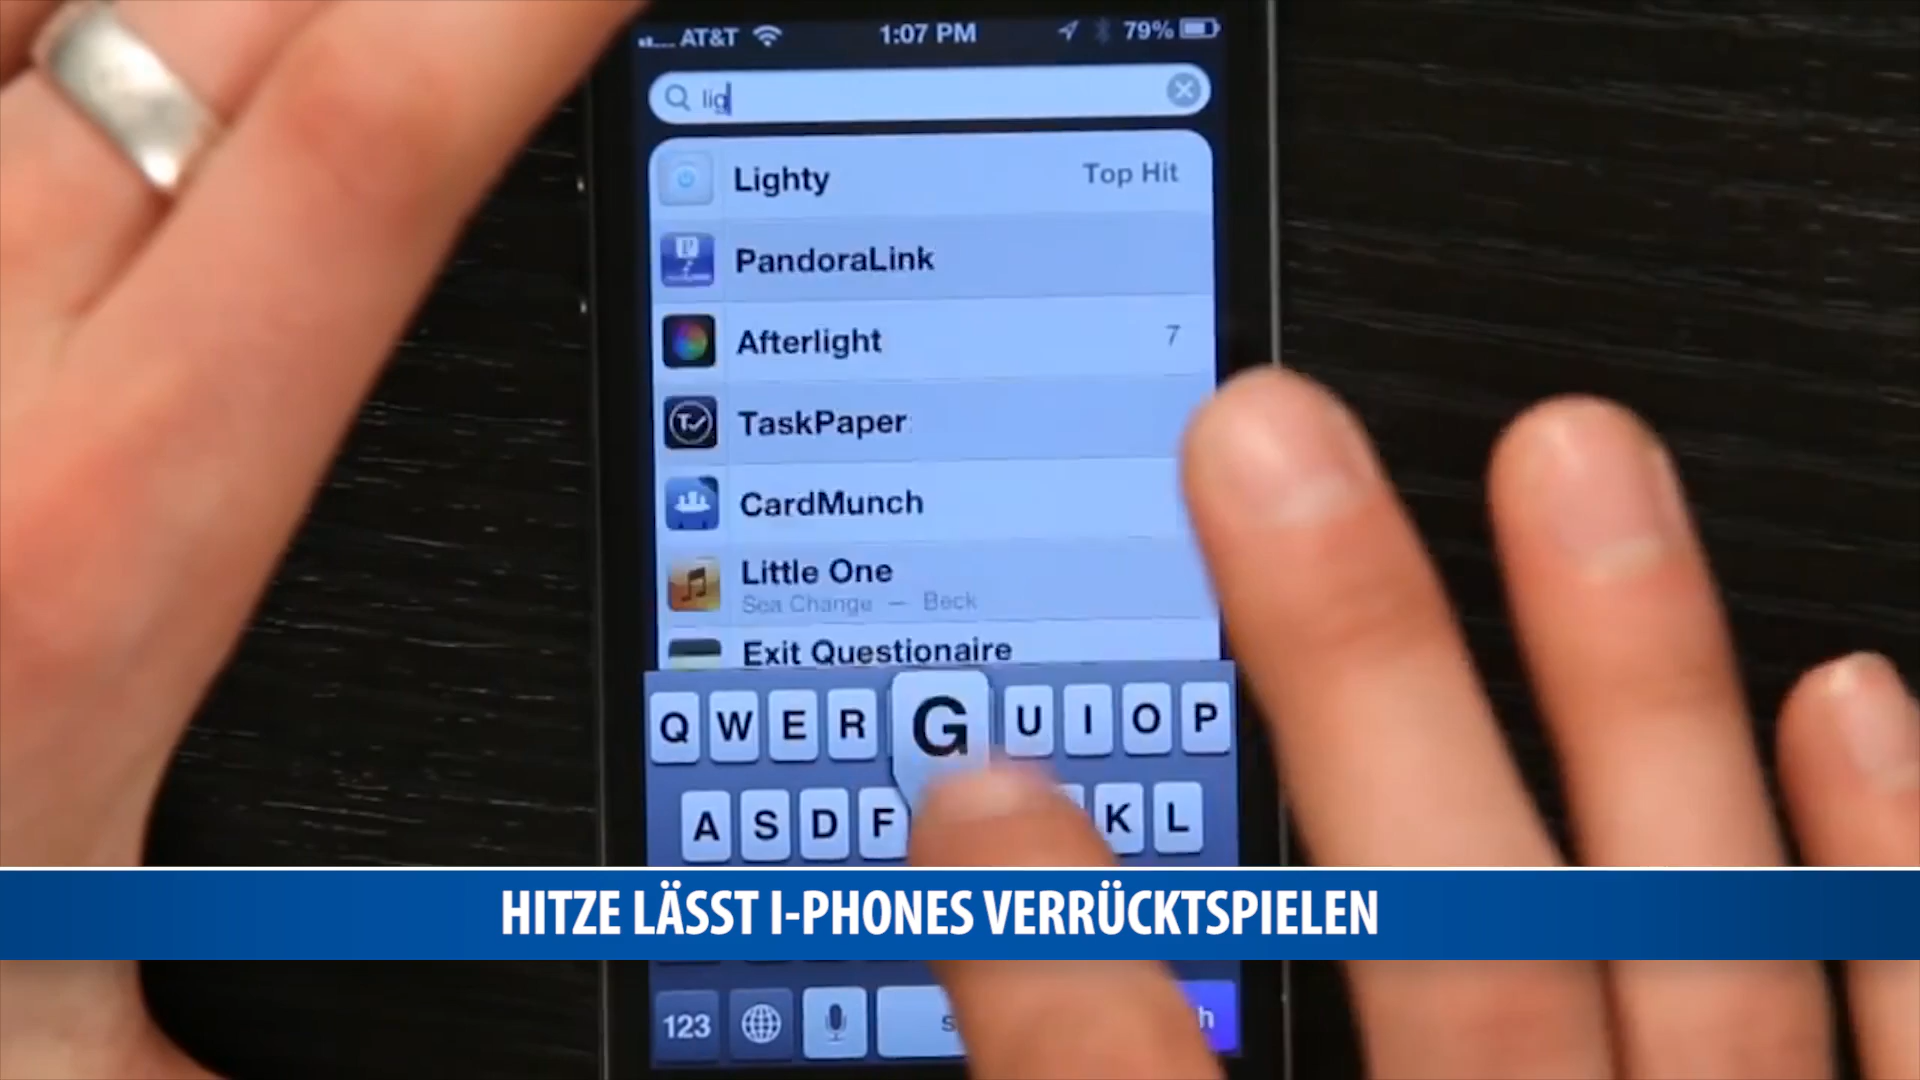 AT&T 1:07 PM 79%
lig
Lighty Top Hit
PandoraLink
Afterlight 7
TaskPaper
CardMunch
Little One
Sea Change — Beck
Exit Questionaire
Q W E R G U I O P
A S D F K L
HITZE LÄSST I-PHONES VERRÜCKTSPIELEN
123